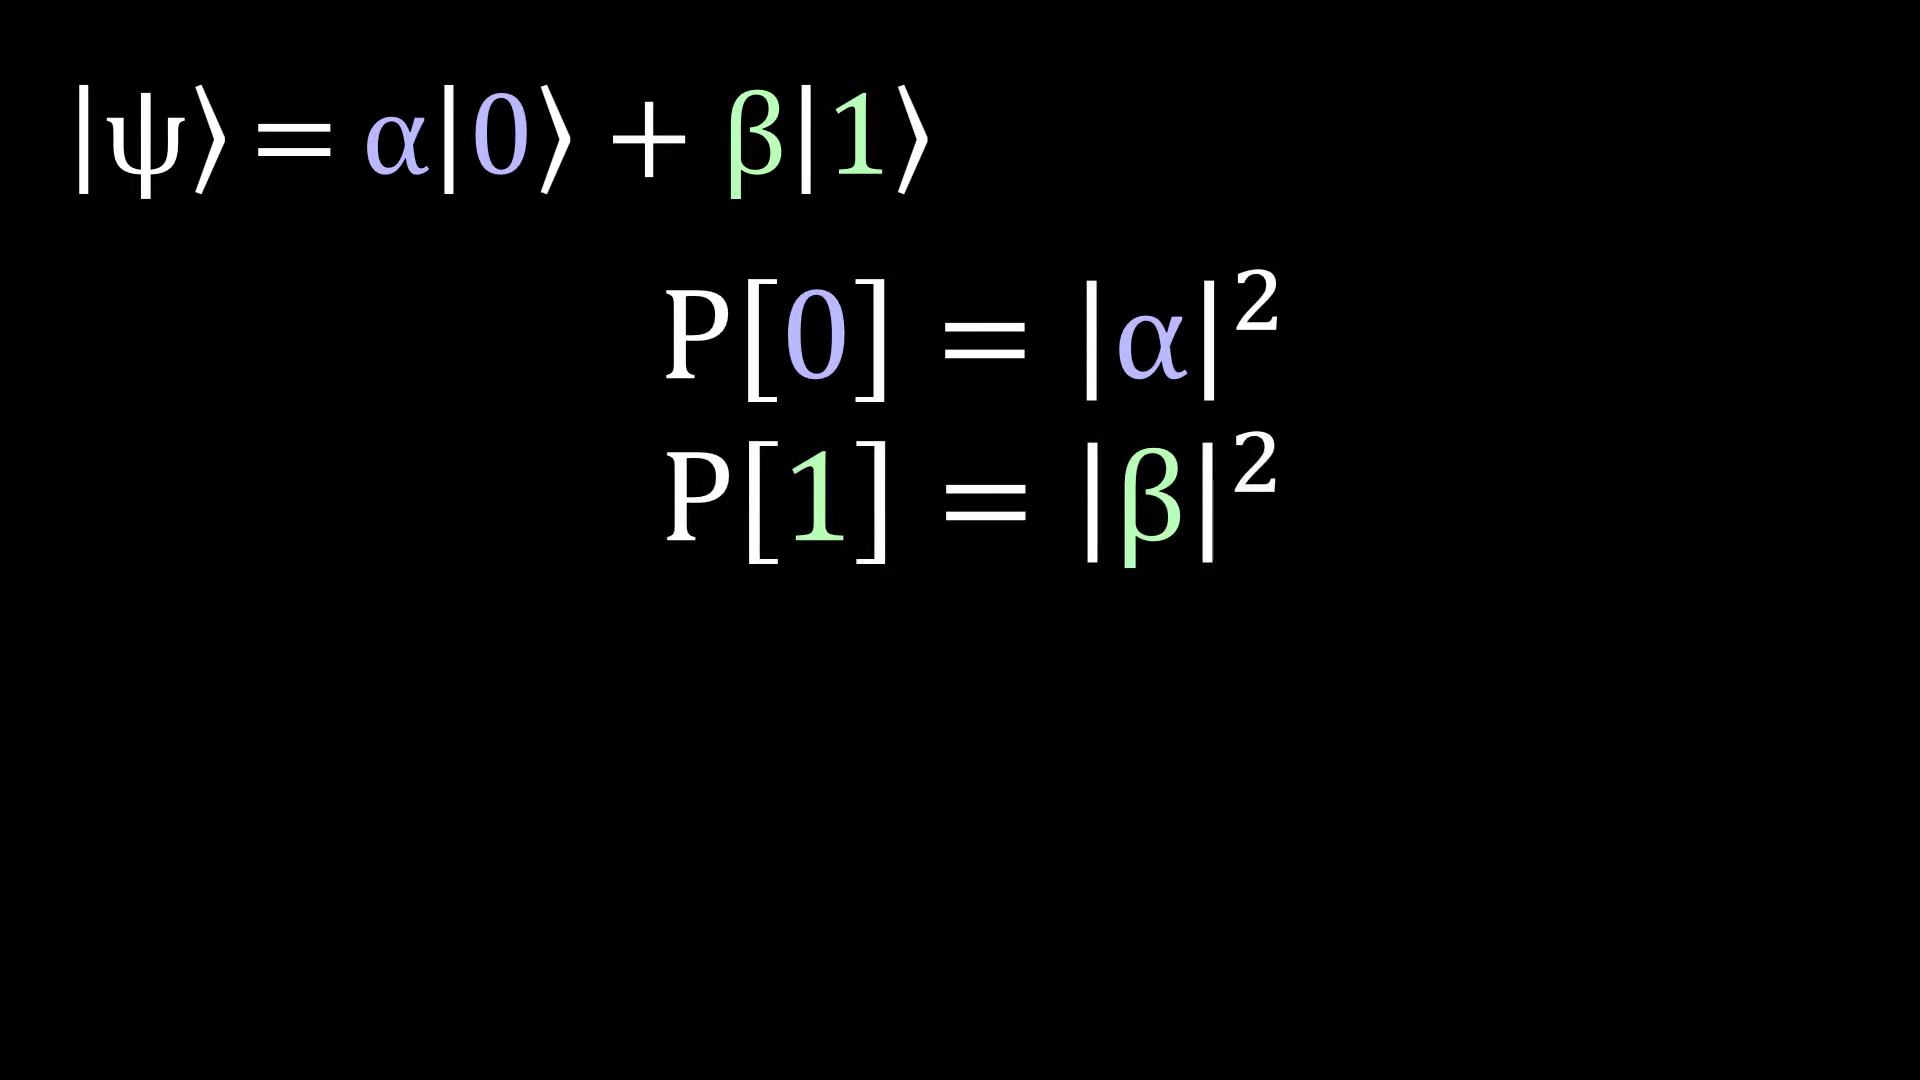 |ψ⟩ = α|0⟩ + β|1⟩
P[0] = |α|²
P[1] = |β|²